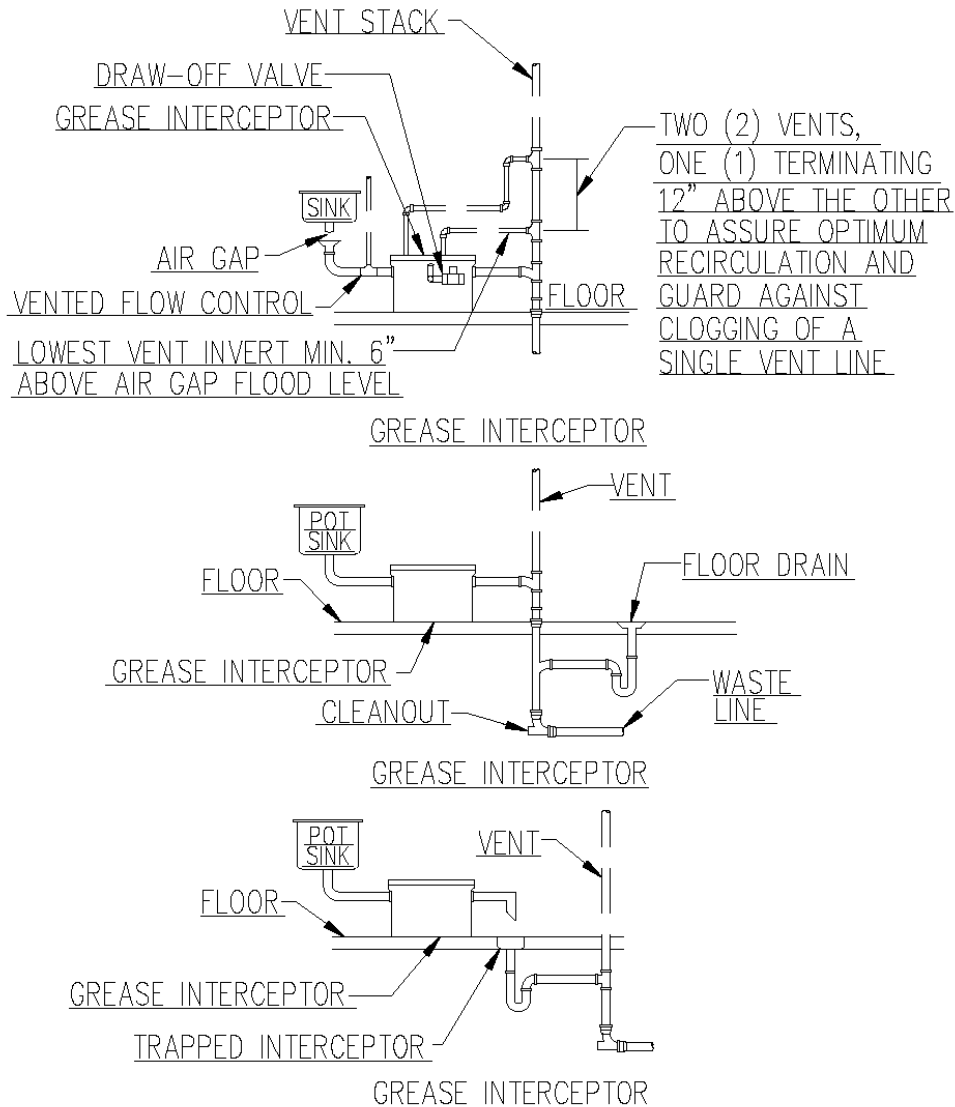 VENT STACK
DRAW-OFF VALVE
GREASE INTERCEPTOR
TWO (2) VENTS,
ONE (1) TERMINATING
12" ABOVE THE OTHER
TO ASSURE OPTIMUM
RECIRCULATION AND
GUARD AGAINST
CLOGGING OF A
SINGLE VENT LINE
SINK
AIR GAP
VENTED FLOW CONTROL
FLOOR
LOWEST VENT INVERT MIN. 6"
ABOVE AIR GAP FLOOD LEVEL
GREASE INTERCEPTOR
VENT
POT
SINK
FLOOR
FLOOR DRAIN
GREASE INTERCEPTOR
CLEANOUT
WASTE
LINE
GREASE INTERCEPTOR
POT
SINK
VENT
FLOOR
GREASE INTERCEPTOR
TRAPPED INTERCEPTOR
GREASE INTERCEPTOR